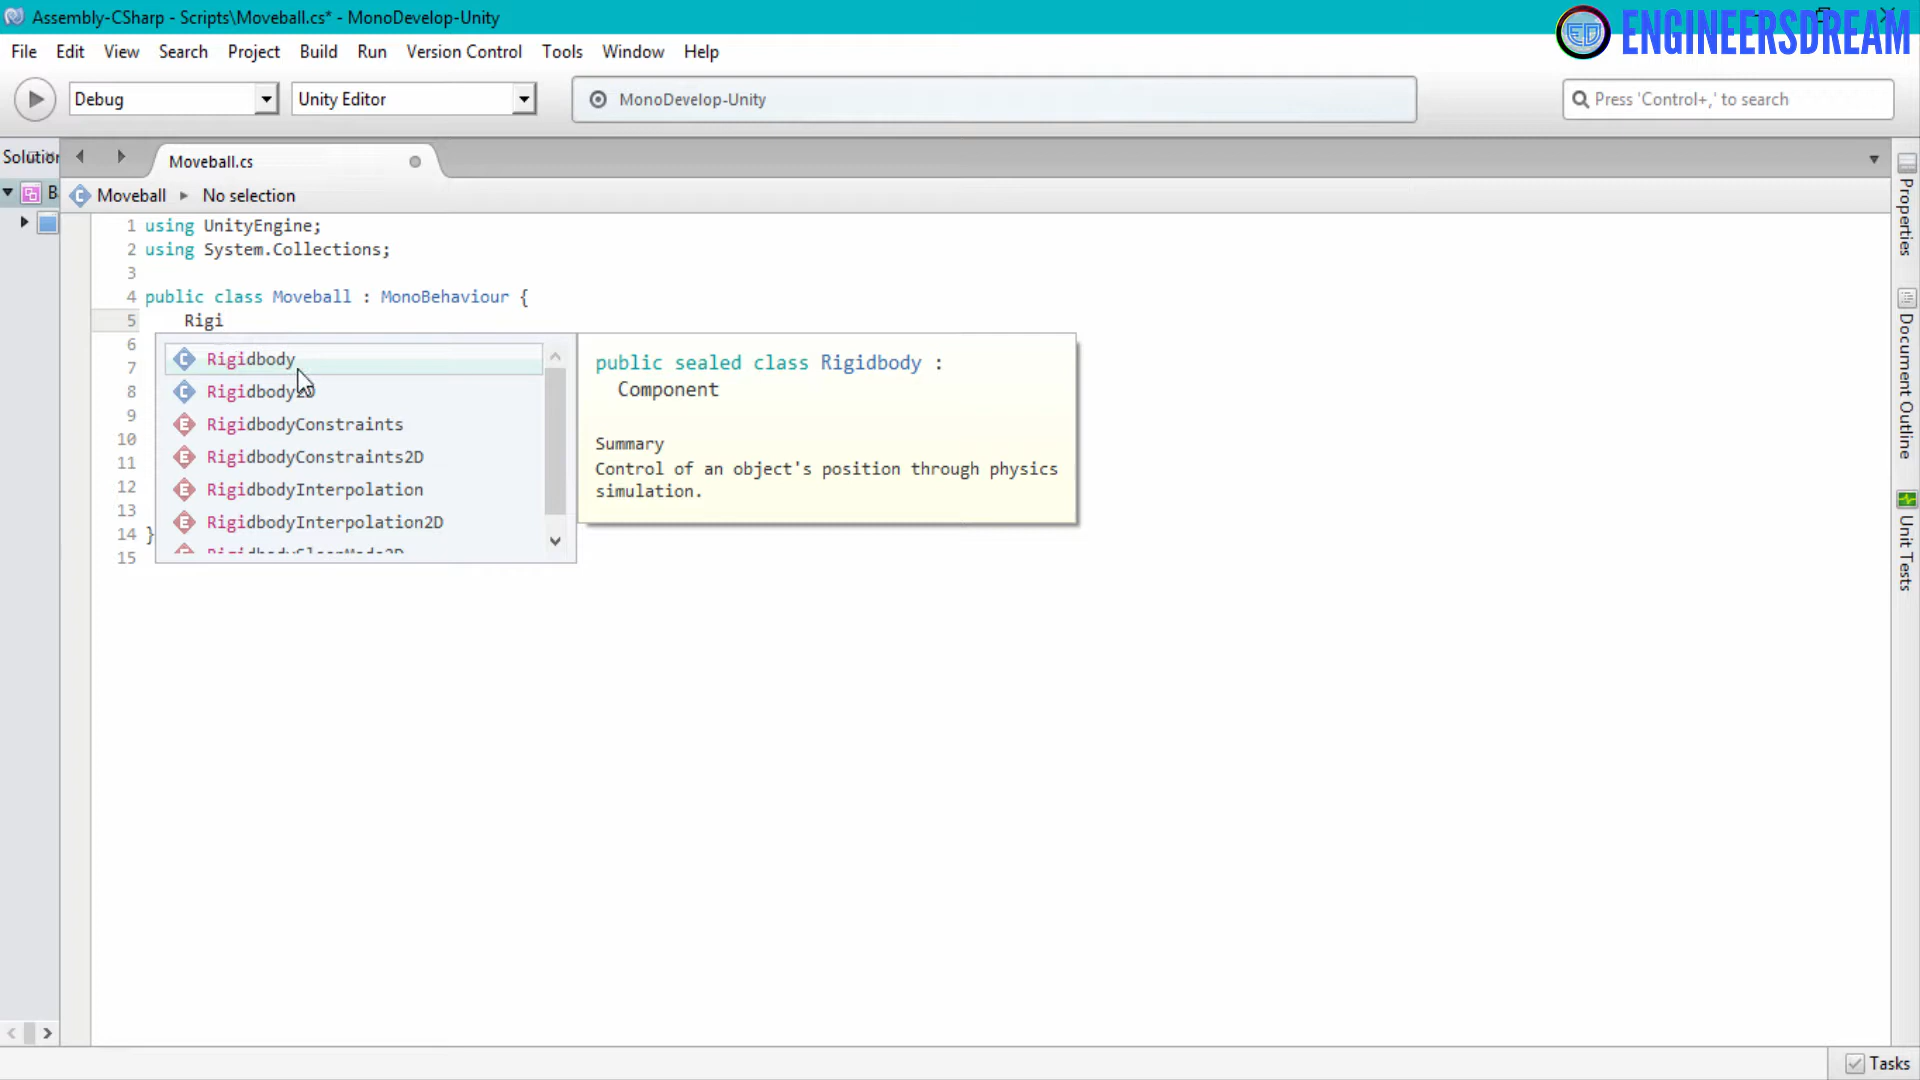 Assembly-CSharp - Scripts\Moveball.cs* - MonoDevelop-Unity
ED ENGINEERSDREAM
File Edit View Search Project Build Run Version Control Tools Window Help
Debug Unity Editor MonoDevelop-Unity Press 'Control+,' to search
Solution Moveball.cs
B Moveball No selection
1 using UnityEngine;
2 using System.Collections;
3
4 public class Moveball : MonoBehaviour {
5 Rigi
6
7
8
9
10
11
12
13
14 }
15
Rigidbody
Rigidbody2D
RigidbodyConstraints
RigidbodyConstraints2D
RigidbodyInterpolation
RigidbodyInterpolation2D
RigidbodySleepMode2D
public sealed class Rigidbody :
Component
Summary
Control of an object's position through physics
simulation.
Properties
Document Outline
Unit Tests
Tasks